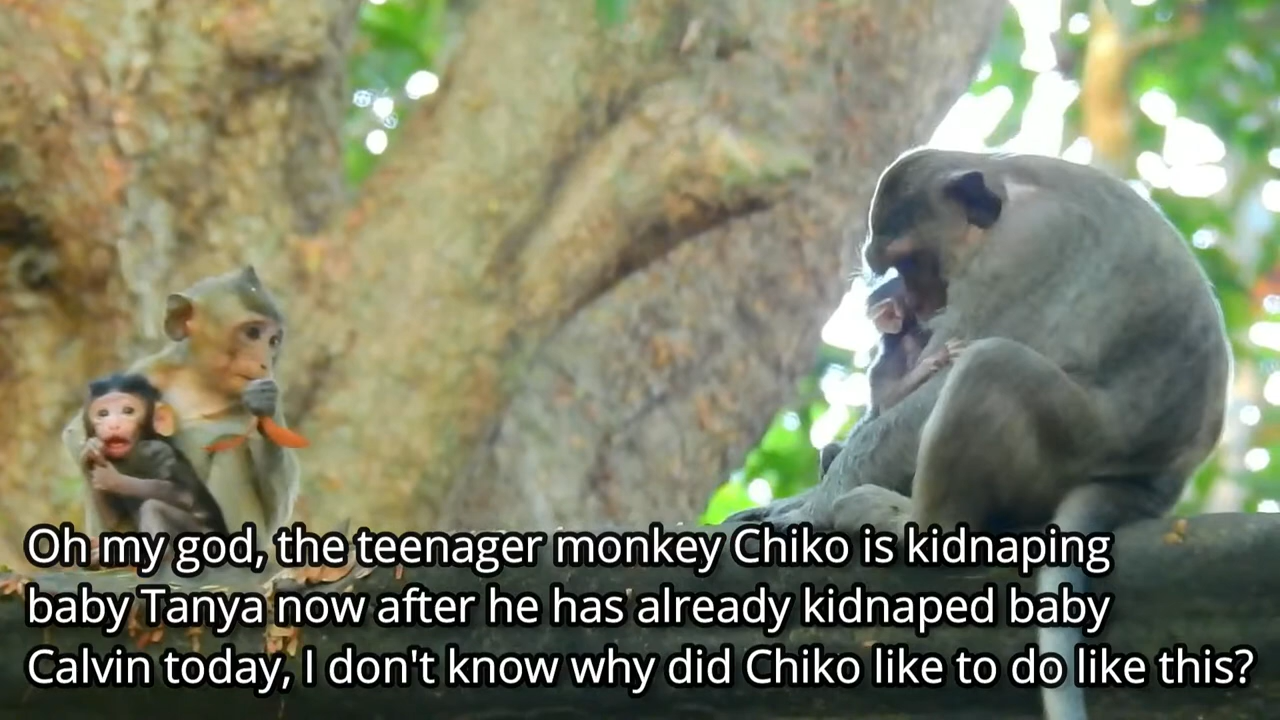 Oh my god, the teenager monkey Chiko is kidnaping
baby Tanya now after he has already kidnaped baby
Calvin today, I don't know why did Chiko like to do like this?